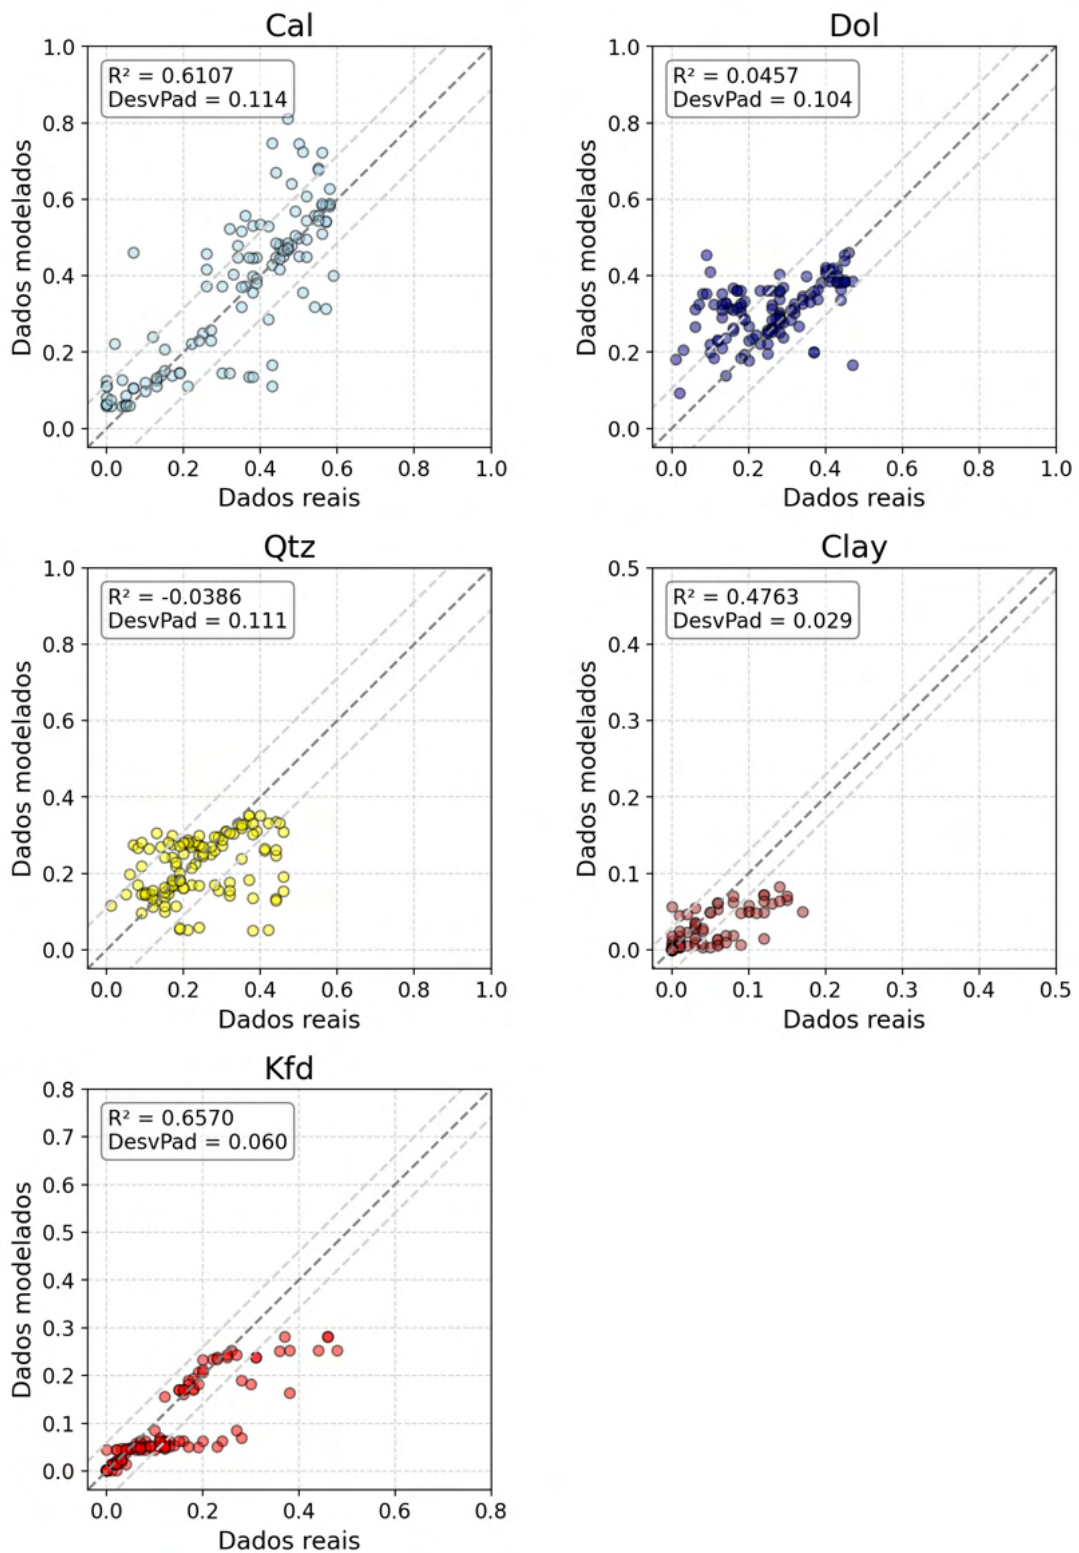 Cal
R² = 0.6107
DesvPad = 0.114
1.0
0.8
0.6
0.4
0.2
0.0
Dados modelados
0.0 0.2 0.4 0.6 0.8 1.0
Dados reais
Dol
R² = 0.0457
DesvPad = 0.104
1.0
0.8
0.6
0.4
0.2
0.0
Dados modelados
0.0 0.2 0.4 0.6 0.8 1.0
Dados reais
Qtz
R² = -0.0386
DesvPad = 0.111
1.0
0.8
0.6
0.4
0.2
0.0
Dados modelados
0.0 0.2 0.4 0.6 0.8 1.0
Dados reais
Clay
R² = 0.4763
DesvPad = 0.029
0.5
0.4
0.3
0.2
0.1
0.0
Dados modelados
0.0 0.1 0.2 0.3 0.4 0.5
Dados reais
Kfd
R² = 0.6570
DesvPad = 0.060
0.8
0.7
0.6
0.5
0.4
0.3
0.2
0.1
0.0
Dados modelados
0.0 0.2 0.4 0.6 0.8
Dados reais